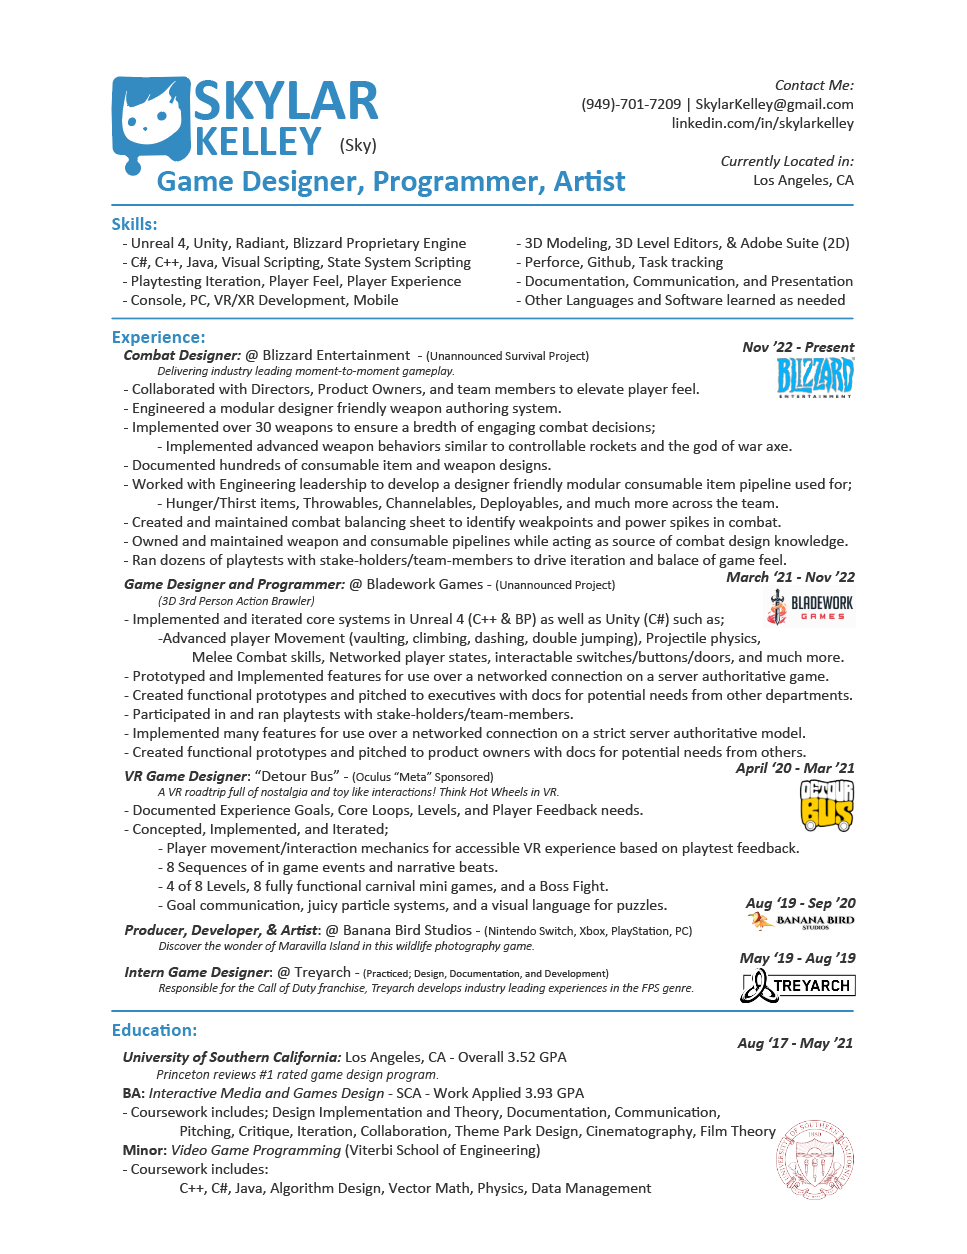 SKYLAR
KELLEY (Sky)
Game Designer, Programmer, Artist
Contact Me:
(949)-701-7209 | SkylarKelley@gmail.com
linkedin.com/in/skylarkelley
Currently Located in:
Los Angeles, CA
Skills:
- Unreal 4, Unity, Radiant, Blizzard Proprietary Engine
- C#, C++, Java, Visual Scripting, State System Scripting
- Playtesting Iteration, Player Feel, Player Experience
- Console, PC, VR/XR Development, Mobile
- 3D Modeling, 3D Level Editors, & Adobe Suite (2D)
- Perforce, Github, Task tracking
- Documentation, Communication, and Presentation
- Other Languages and Software learned as needed
Experience:
Combat Designer: @ Blizzard Entertainment - (Unannounced Survival Project)
Nov ’22 - Present
Delivering industry leading moment-to-moment gameplay.
BLIZZARD
ENTERTAINMENT
- Collaborated with Directors, Product Owners, and team members to elevate player feel.
- Engineered a modular designer friendly weapon authoring system.
- Implemented over 30 weapons to ensure a bredth of engaging combat decisions;
- Implemented advanced weapon behaviors similar to controllable rockets and the god of war axe.
- Documented hundreds of consumable item and weapon designs.
- Worked with Engineering leadership to develop a designer friendly modular consumable item pipeline used for;
- Hunger/Thirst items, Throwables, Channelables, Deployables, and much more across the team.
- Created and maintained combat balancing sheet to identify weakpoints and power spikes in combat.
- Owned and maintained weapon and consumable pipelines while acting as source of combat design knowledge.
- Ran dozens of playtests with stake-holders/team-members to drive iteration and balace of game feel.
March ‘21 - Nov ’22
Game Designer and Programmer: @ Bladework Games - (Unannounced Project)
(3D 3rd Person Action Brawler)
BLADEWORK
GAMES
- Implemented and iterated core systems in Unreal 4 (C++ & BP) as well as Unity (C#) such as;
-Advanced player Movement (vaulting, climbing, dashing, double jumping), Projectile physics,
Melee Combat skills, Networked player states, interactable switches/buttons/doors, and much more.
- Prototyped and Implemented features for use over a networked connection on a server authoritative game.
- Created functional prototypes and pitched to executives with docs for potential needs from other departments.
- Participated in and ran playtests with stake-holders/team-members.
- Implemented many features for use over a networked connection on a strict server authoritative model.
- Created functional prototypes and pitched to product owners with docs for potential needs from others.
April ‘20 - Mar ’21
VR Game Designer: “Detour Bus” - (Oculus “Meta” Sponsored)
A VR roadtrip full of nostalgia and toy like interactions! Think Hot Wheels in VR.
DETOUR
BUS
- Documented Experience Goals, Core Loops, Levels, and Player Feedback needs.
- Concepted, Implemented, and Iterated;
- Player movement/interaction mechanics for accessible VR experience based on playtest feedback.
- 8 Sequences of in game events and narrative beats.
- 4 of 8 Levels, 8 fully functional carnival mini games, and a Boss Fight.
- Goal communication, juicy particle systems, and a visual language for puzzles.
Aug ‘19 - Sep ’20
BANANA BIRD
STUDIOS
Producer, Developer, & Artist: @ Banana Bird Studios - (Nintendo Switch, Xbox, PlayStation, PC)
Discover the wonder of Maravilla Island in this wildlife photography game.
May ‘19 - Aug ’19
Intern Game Designer: @ Treyarch - (Practiced; Design, Documentation, and Development)
Responsible for the Call of Duty franchise, Treyarch develops industry leading experiences in the FPS genre.
TREYARCH
Education:
Aug ‘17 - May ’21
University of Southern California: Los Angeles, CA - Overall 3.52 GPA
Princeton reviews #1 rated game design program.
BA: Interactive Media and Games Design - SCA - Work Applied 3.93 GPA
- Coursework includes; Design Implementation and Theory, Documentation, Communication,
Pitching, Critique, Iteration, Collaboration, Theme Park Design, Cinematography, Film Theory
Minor: Video Game Programming (Viterbi School of Engineering)
- Coursework includes:
C++, C#, Java, Algorithm Design, Vector Math, Physics, Data Management
UNIVERSITY OF SOUTHERN CALIFORNIA
1880